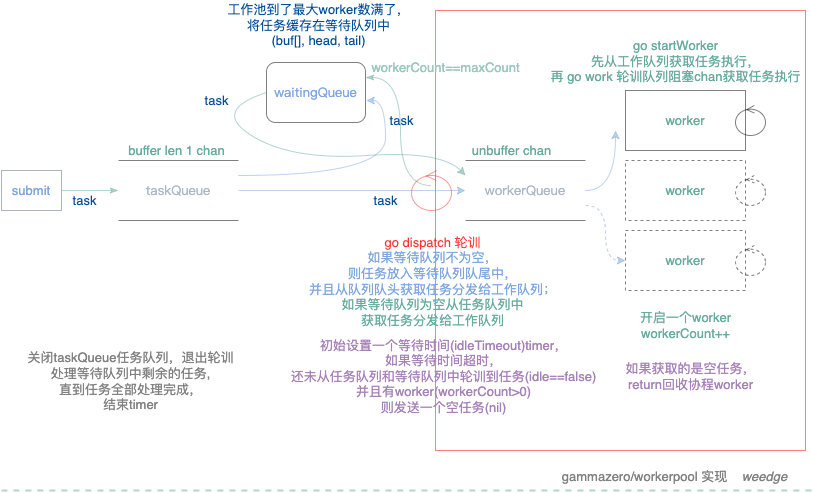 工作池到了最大worker数满了，
将任务缓存在等待队列中
(buf[], head, tail)
go startWorker
先从工作队列获取任务执行，
再 go work 轮训队列阻塞chan获取任务执行
workerCount==maxCount
waitingQueue
task
task
worker
buffer len 1 chan
unbuffer chan
submit
task
taskQueue
task
workerQueue
worker
go dispatch 轮训
如果等待队列不为空，
则任务放入等待队列队尾中，
并且从队列队头获取任务分发给工作队列；
如果等待队列为空从任务队列中
获取任务分发给工作队列
worker
开启一个worker
workerCount++
初始设置一个等待时间(idleTimeout)timer，
如果等待时间超时，
还未从任务队列和等待队列中轮训到任务(idle==false)
并且有worker(workerCount>0)
则发送一个空任务(nil)
关闭taskQueue任务队列，退出轮训
处理等待队列中剩余的任务，
直到任务全部处理完成，
结束timer
如果获取的是空任务，
return回收协程worker
gammazero/workerpool 实现
weedge